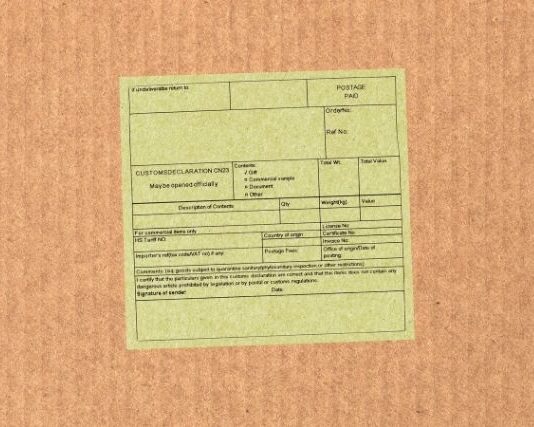 If undeliverable return to
POSTAGE
PAID
OrderNo:
Ref No:
CUSTOMSDECLARATION CN23
Maybe opened officially
Contents:
✓ Gift
¤ Commercial sample
¤ Document
¤ Other
Total Wt.
Total Value
Description of Contents
Qty
Weight(kg)
Value
For commercial items only
HS Tariff NO:
Country of origin
License No:
Certificate No:
Invoice No:
Importer's ref(tax code/VAT no) if any:
Postage Fees:
Office of origin/Date of
posting:
Comments: (eg. goods subject to quarantine sanitary/phytosanitary inspection or other restrictions)
I certify that the particulars given in this customs declaration are correct and that this items does not contain any
dangerous articles prohibited by legislation or by postal or customs regulations.
Signature of sender
Date: